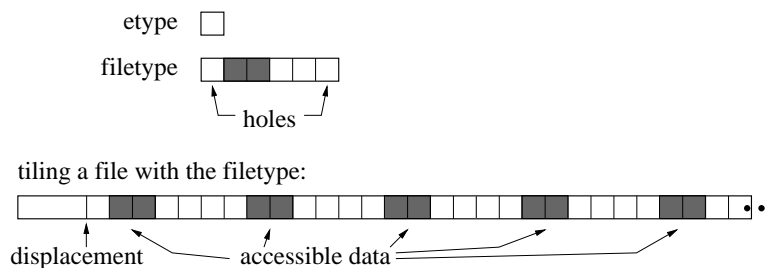 etype
filetype
holes
tiling a file with the filetype:
displacement
accessible data